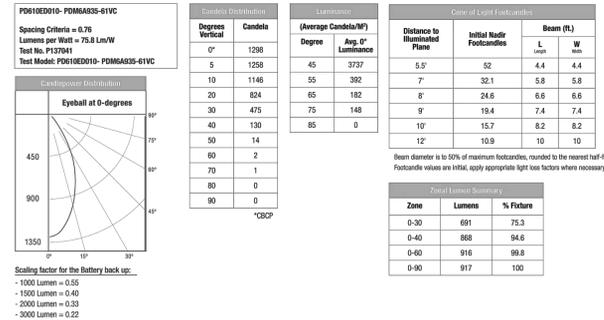 PD610ED010- PDM6A935-61VC
Spacing Criteria = 0.76
Lumens per Watt = 75.8 Lm/W
Test No. P137041
Test Model: PD610ED010- PDM6A935-61VC
Candlepower Distribution
Eyeball at 0-degrees
90°
75°
60°
45°
450
900
1350
0° 15° 30°
Scaling factor for the Battery back up:
- 1000 Lumen = 0.55
- 1500 Lumen = 0.40
- 2000 Lumen = 0.33
- 3000 Lumen = 0.22
Candela Distribution
Degrees Vertical Candela
0* 1298
5 1258
10 1146
20 824
30 475
40 130
50 14
60 2
70 1
80 0
90 0
*CBCP
Luminance
(Average Candela/M²)
Degree Avg. 0° Luminance
45 3737
55 392
65 182
75 148
85 0
Cone of Light Footcandles
Distance to Illuminated Plane Initial Nadir Footcandles Beam (ft.)
L Length W Width
5.5' 52 4.4 4.4
7' 32.1 5.8 5.8
8' 24.6 6.6 6.6
9' 19.4 7.4 7.4
10' 15.7 8.2 8.2
12' 10.9 10 10
Beam diameter is to 50% of maximum footcandles, rounded to the nearest half-f
Footcandle values are initial, apply appropriate light loss factors where necessary
Zonal Lumen Summary
Zone Lumens % Fixture
0-30 691 75.3
0-40 868 94.6
0-60 916 99.8
0-90 917 100